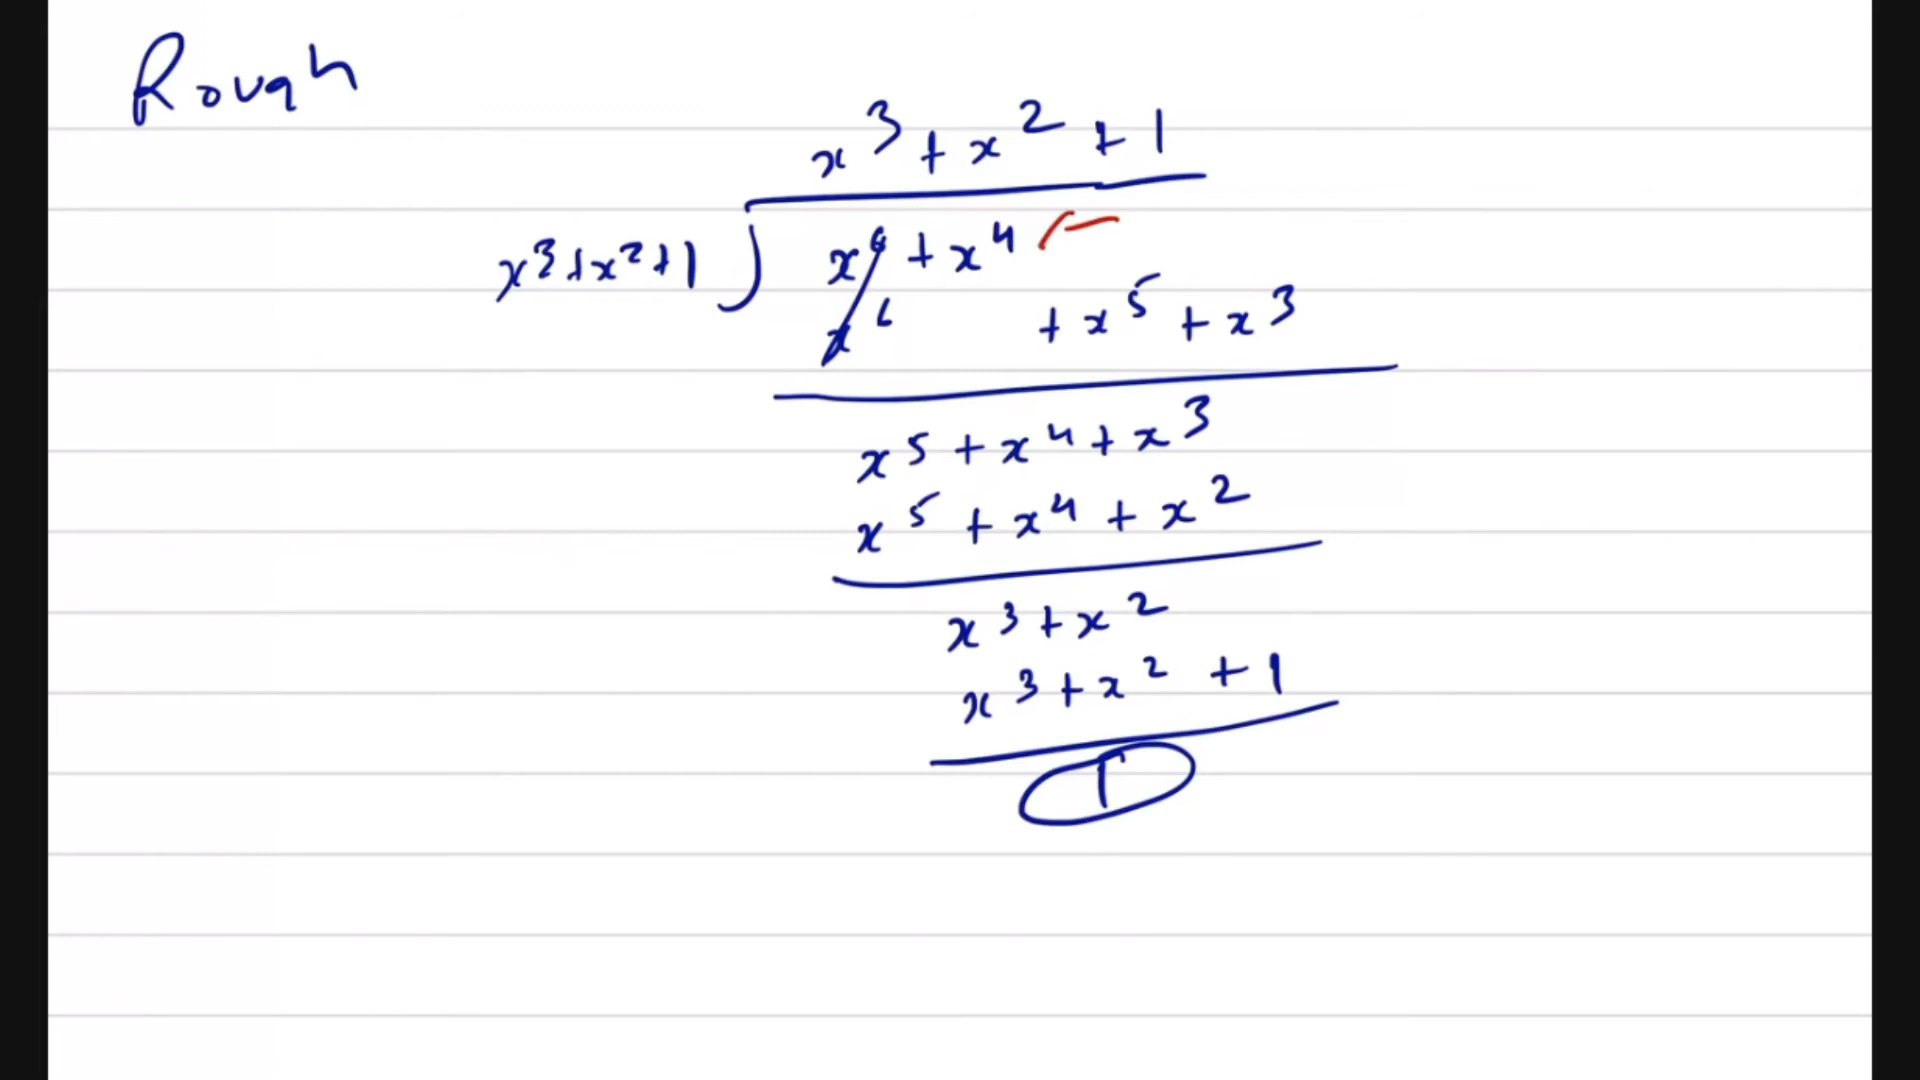 Rough
x³ + x² + 1
x³+x²+1 ) x⁶ + x⁴
x⁶ + x⁵ + x³
x⁵ + x⁴ + x³
x⁵ + x⁴ + x²
x³ + x²
x³ + x² + 1
1